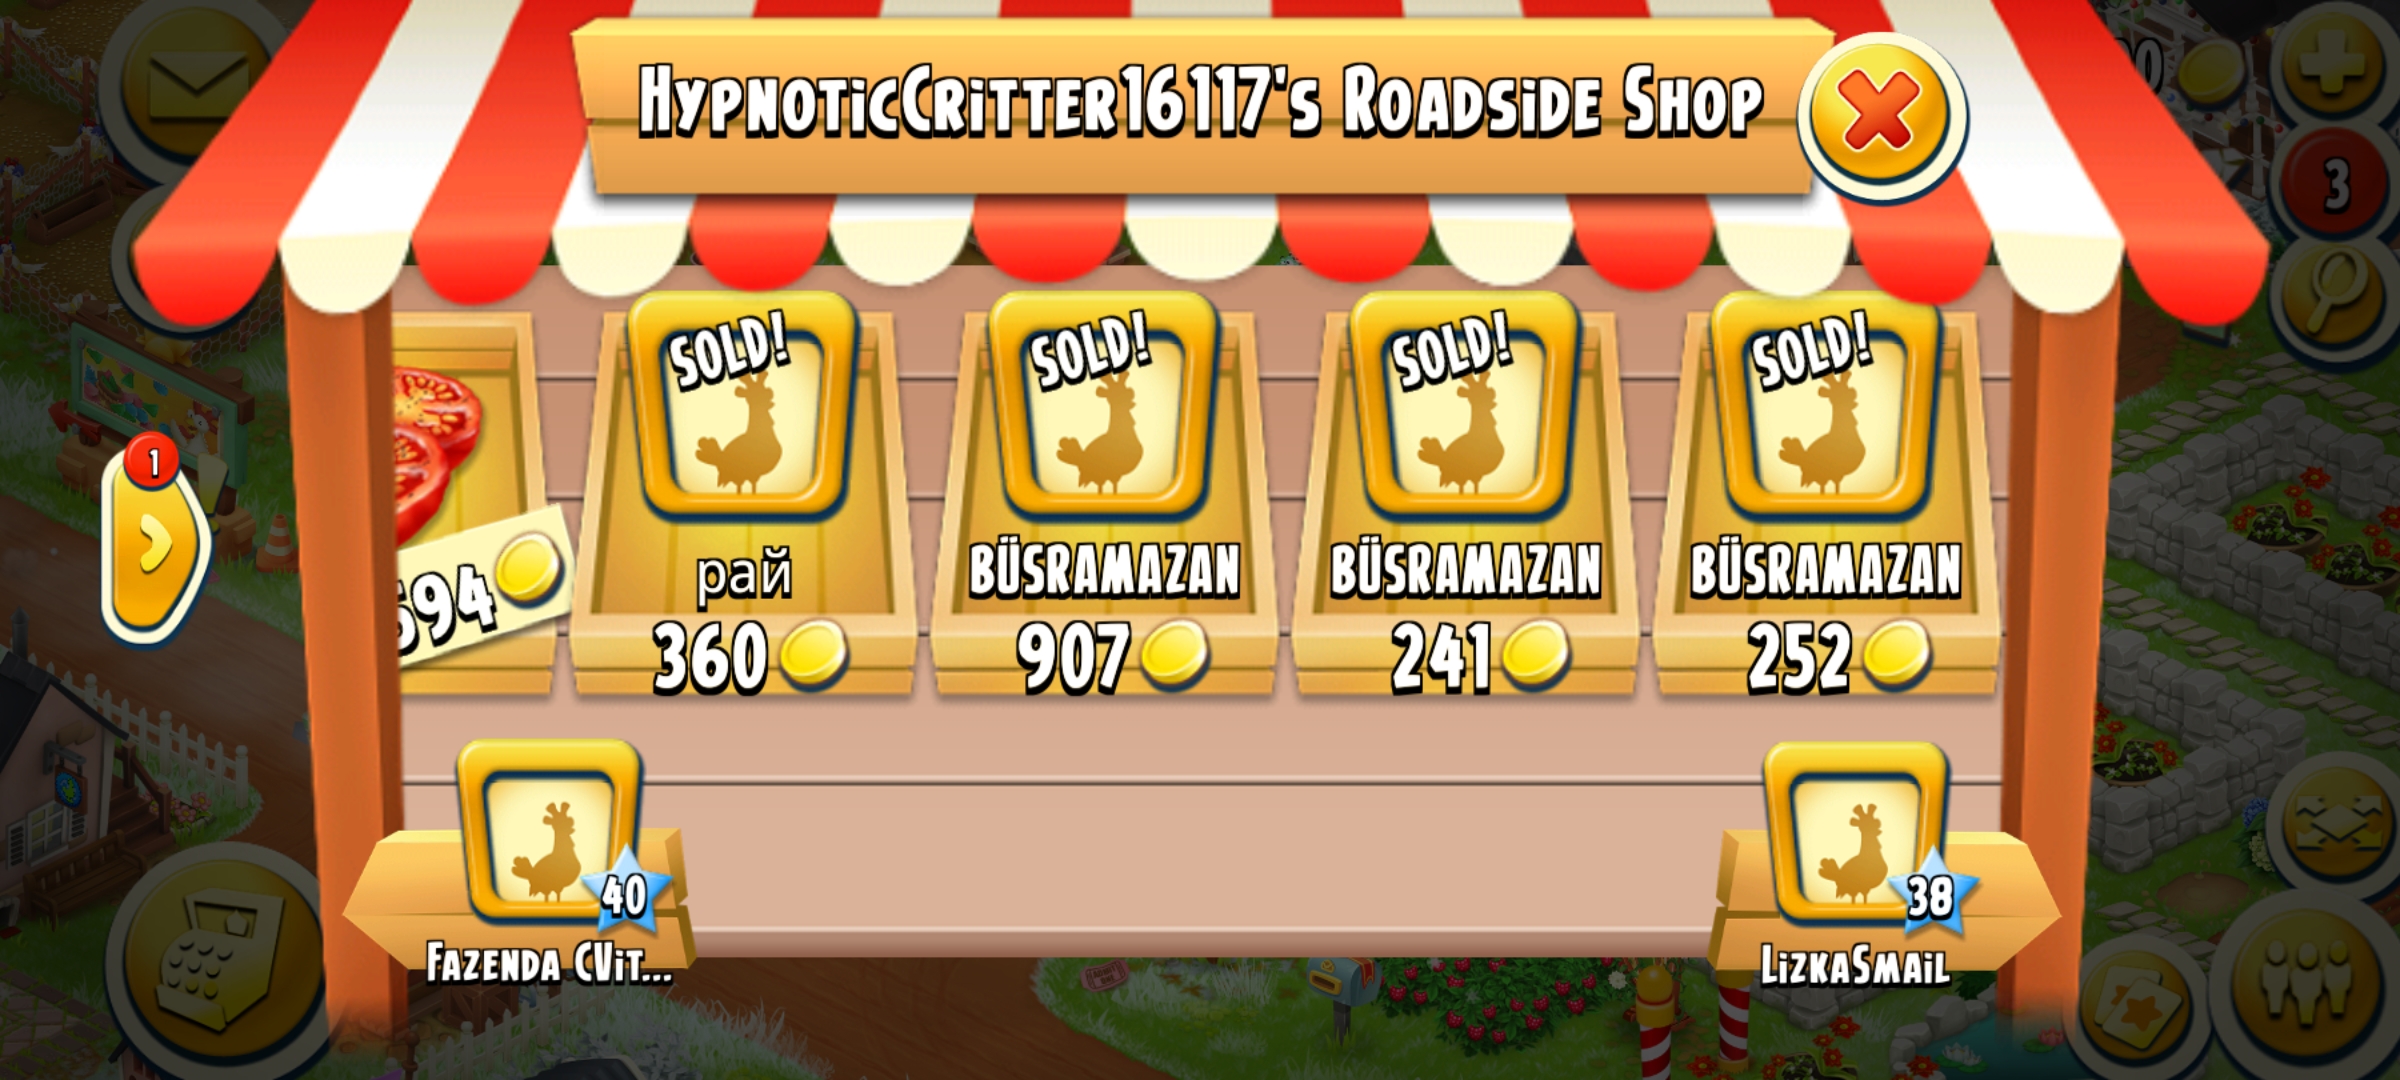 HypnoticCritter16117's Roadside Shop
3
1
SOLD!
SOLD!
SOLD!
SOLD!
рай
BÜSRAMAZAN
BÜSRAMAZAN
BÜSRAMAZAN
594
360
907
241
252
40
38
Fazenda CVit...
LizkaSmail